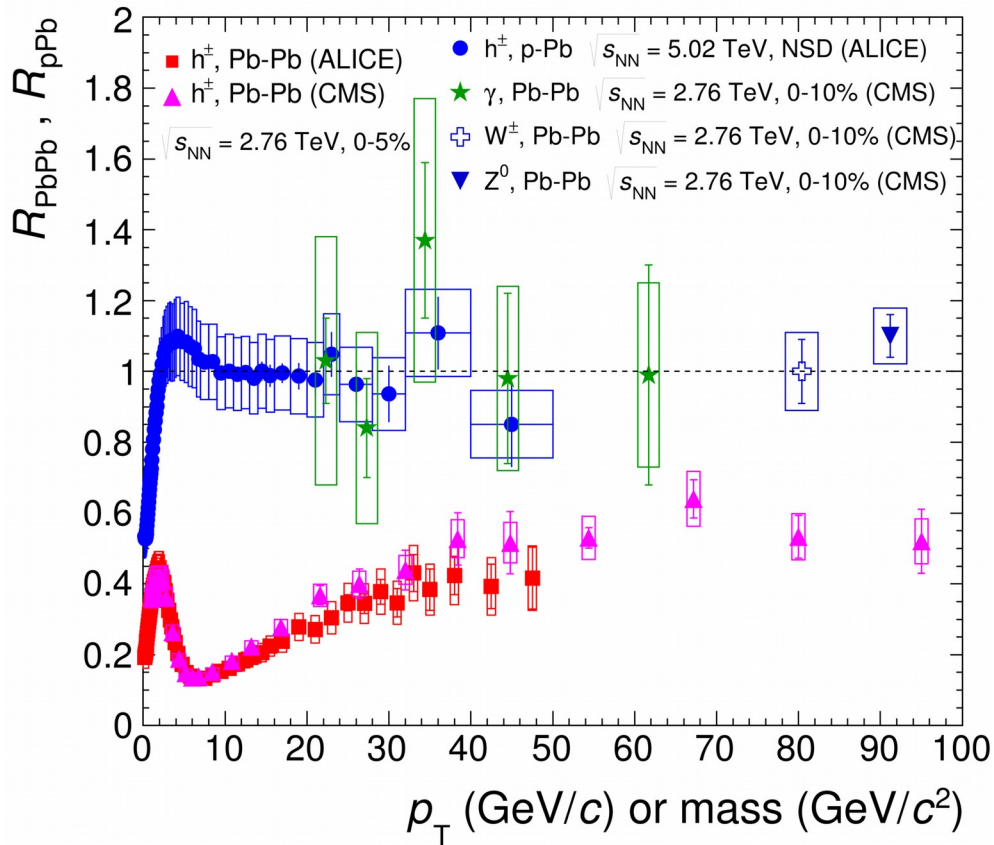 R_PbPb , R_pPb
2
1.8
1.6
1.4
1.2
1
0.8
0.6
0.4
0.2
0
h±, Pb-Pb (ALICE)
h±, Pb-Pb (CMS)
√s_NN = 2.76 TeV, 0-5%
h±, p-Pb √s_NN = 5.02 TeV, NSD (ALICE)
γ, Pb-Pb √s_NN = 2.76 TeV, 0-10% (CMS)
W±, Pb-Pb √s_NN = 2.76 TeV, 0-10% (CMS)
Z⁰, Pb-Pb √s_NN = 2.76 TeV, 0-10% (CMS)
0 10 20 30 40 50 60 70 80 90 100
p_T (GeV/c) or mass (GeV/c²)